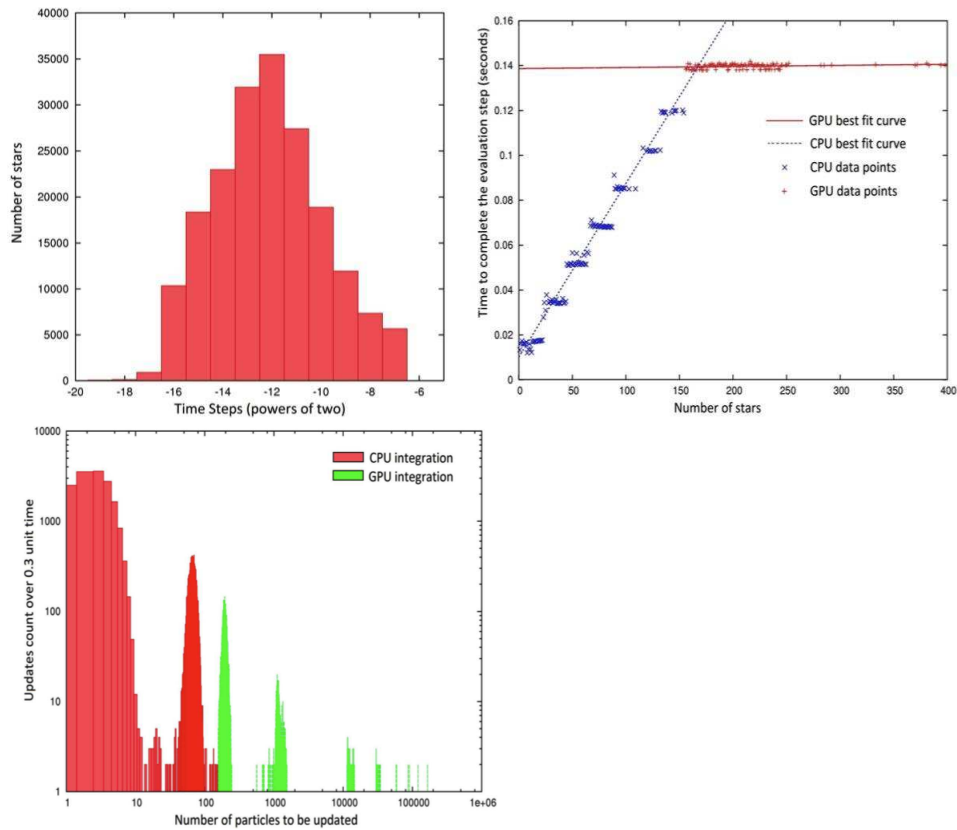 40000
35000
30000
25000
20000
15000
10000
5000
0
Number of stars
-20 -18 -16 -14 -12 -10 -8 -6
Time Steps (powers of two)
0.16
0.14
0.12
0.1
0.08
0.06
0.04
0.02
0
Time to complete the evaluation step (seconds)
GPU best fit curve
CPU best fit curve
CPU data points
GPU data points
0 50 100 150 200 250 300 350 400
Number of stars
10000
1000
100
10
1
Updates count over 0.3 unit time
CPU integration
GPU integration
1 10 100 1000 10000 100000 1e+06
Number of particles to be updated